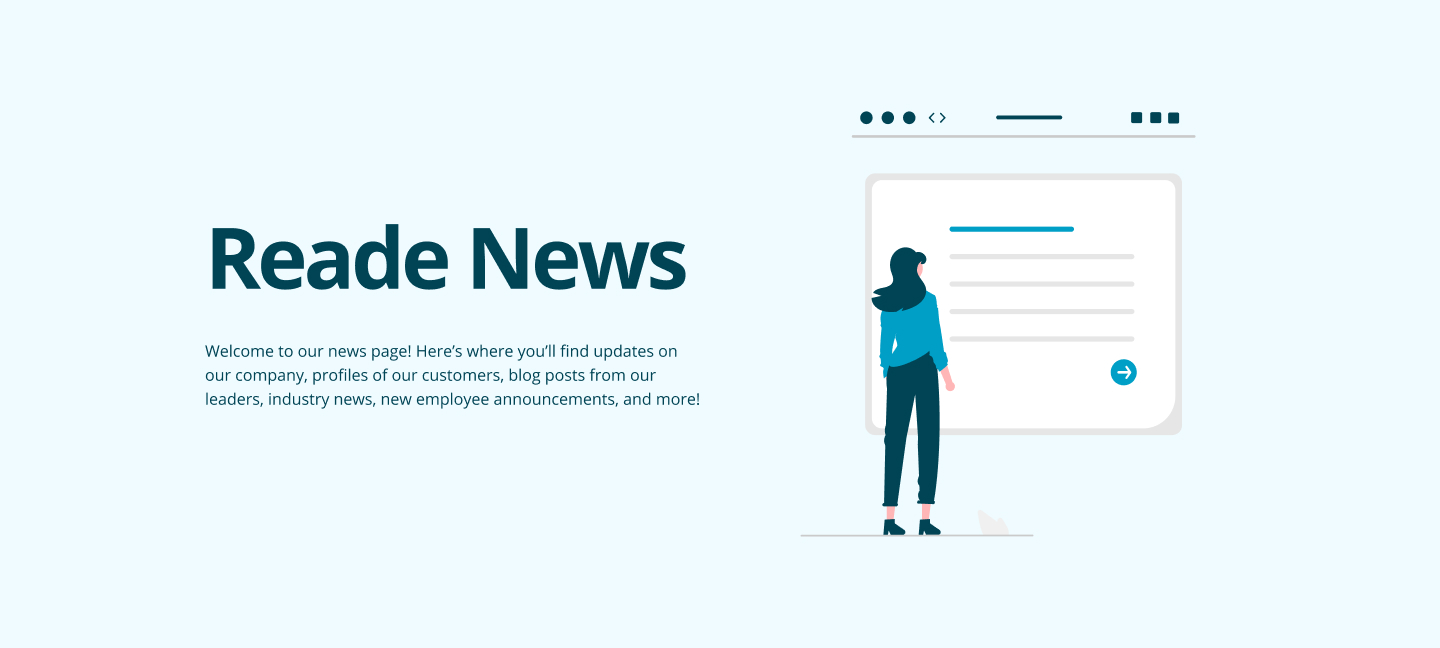 Reade News
Welcome to our news page! Here’s where you’ll find updates on
our company, profiles of our customers, blog posts from our
leaders, industry news, new employee announcements, and more!